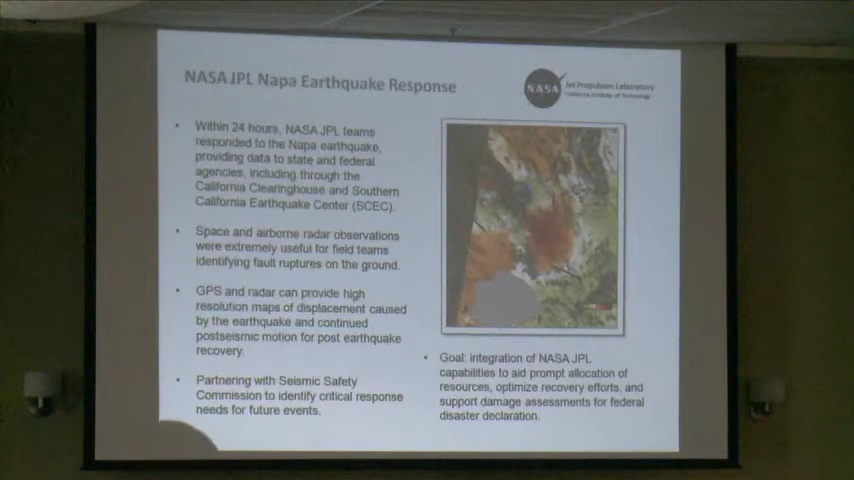 NASA JPL Napa Earthquake Response
NASA
Jet Propulsion Laboratory
California Institute of Technology
• Within 24 hours, NASA JPL teams
responded to the Napa earthquake,
providing data to state and federal
agencies, including through the
California Clearinghouse and Southern
California Earthquake Center (SCEC).
• Space and airborne radar observations
were extremely useful for field teams
identifying fault ruptures on the ground.
• GPS and radar can provide high
resolution maps of displacement caused
by the earthquake and continued
postseismic motion for post earthquake
recovery.
• Partnering with Seismic Safety
Commission to identify critical response
needs for future events.
• Goal: integration of NASA JPL
capabilities to aid prompt allocation of
resources, optimize recovery efforts, and
support damage assessments for federal
disaster declaration.